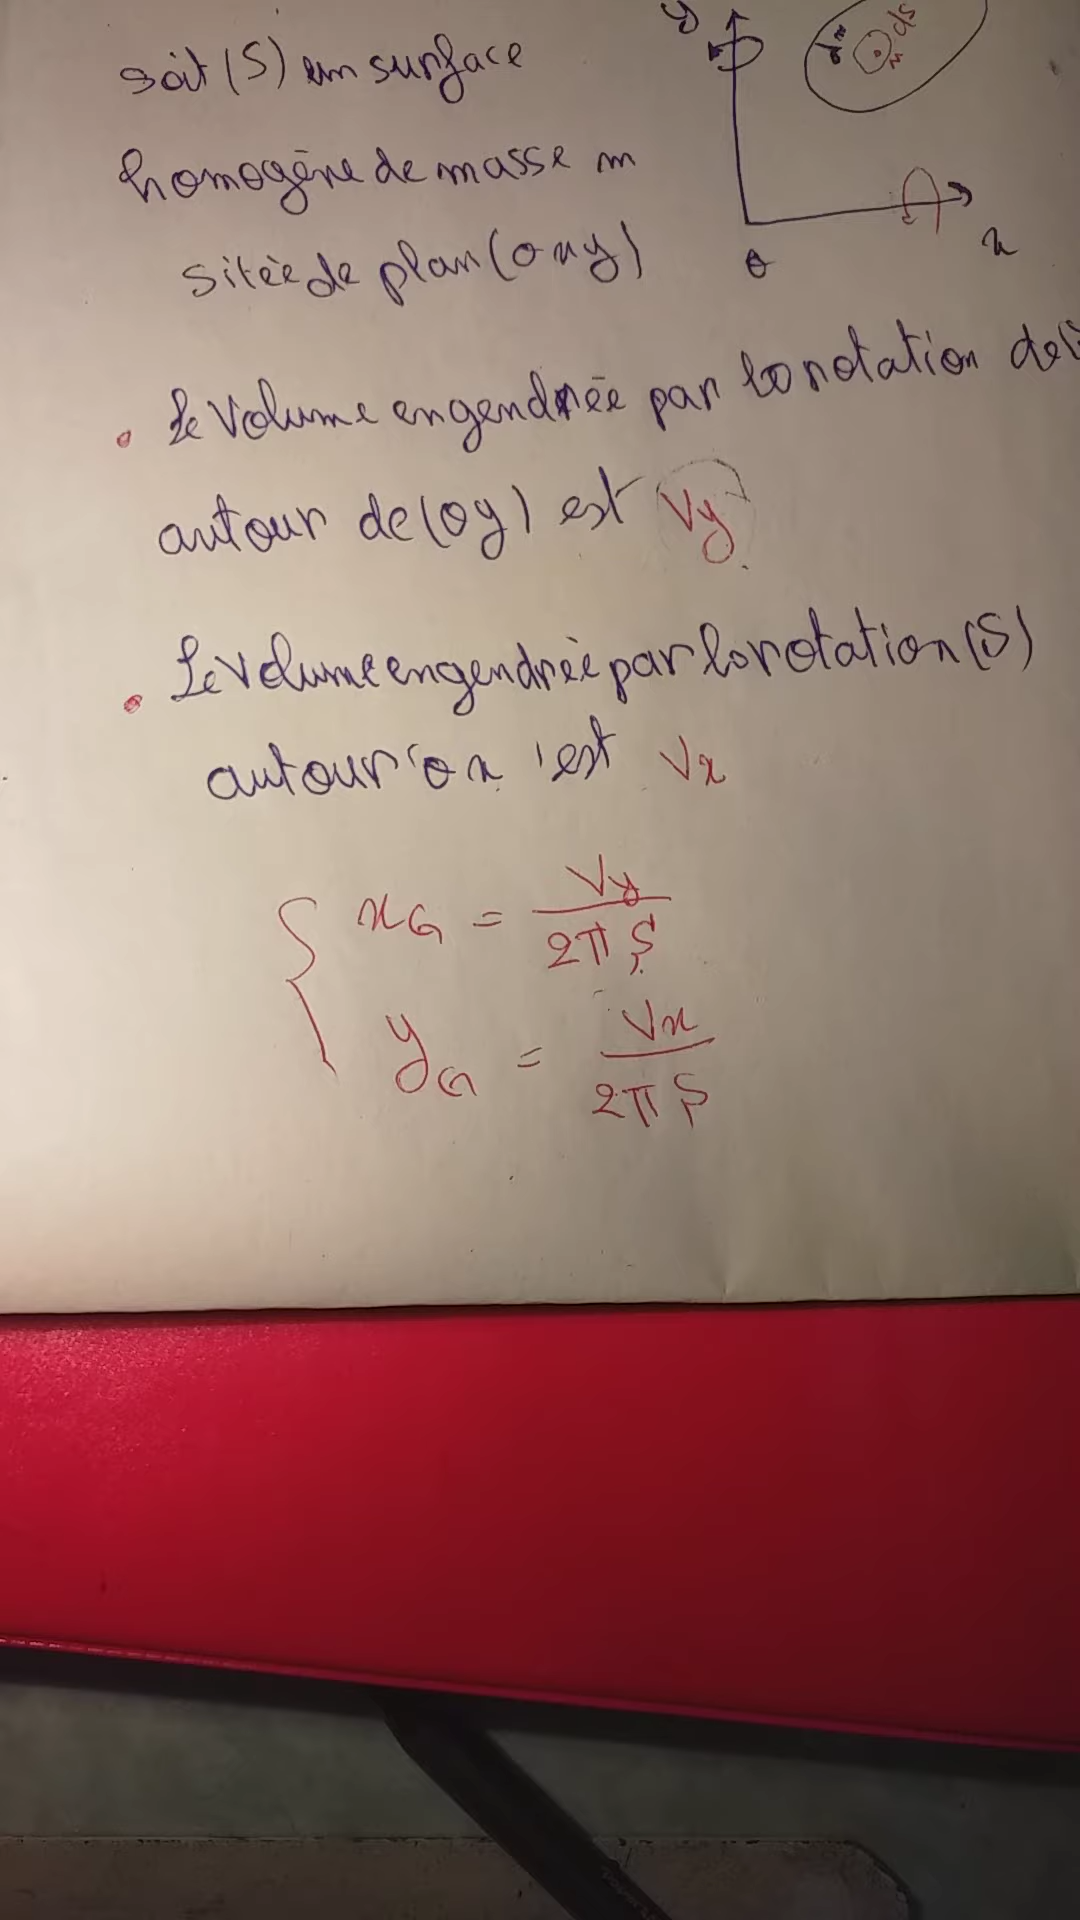 y
dm
ds
M
soit (S) un surface
homogène de masse m
sitée de plan (oxy)
o
x
• Le volume engendrée par la rotation de
autour de (oy) est Vy
• Le volume engendrée par la rotation (S)
autour ox est Vx
xG = Vy / 2π S
yG = Vx / 2π S